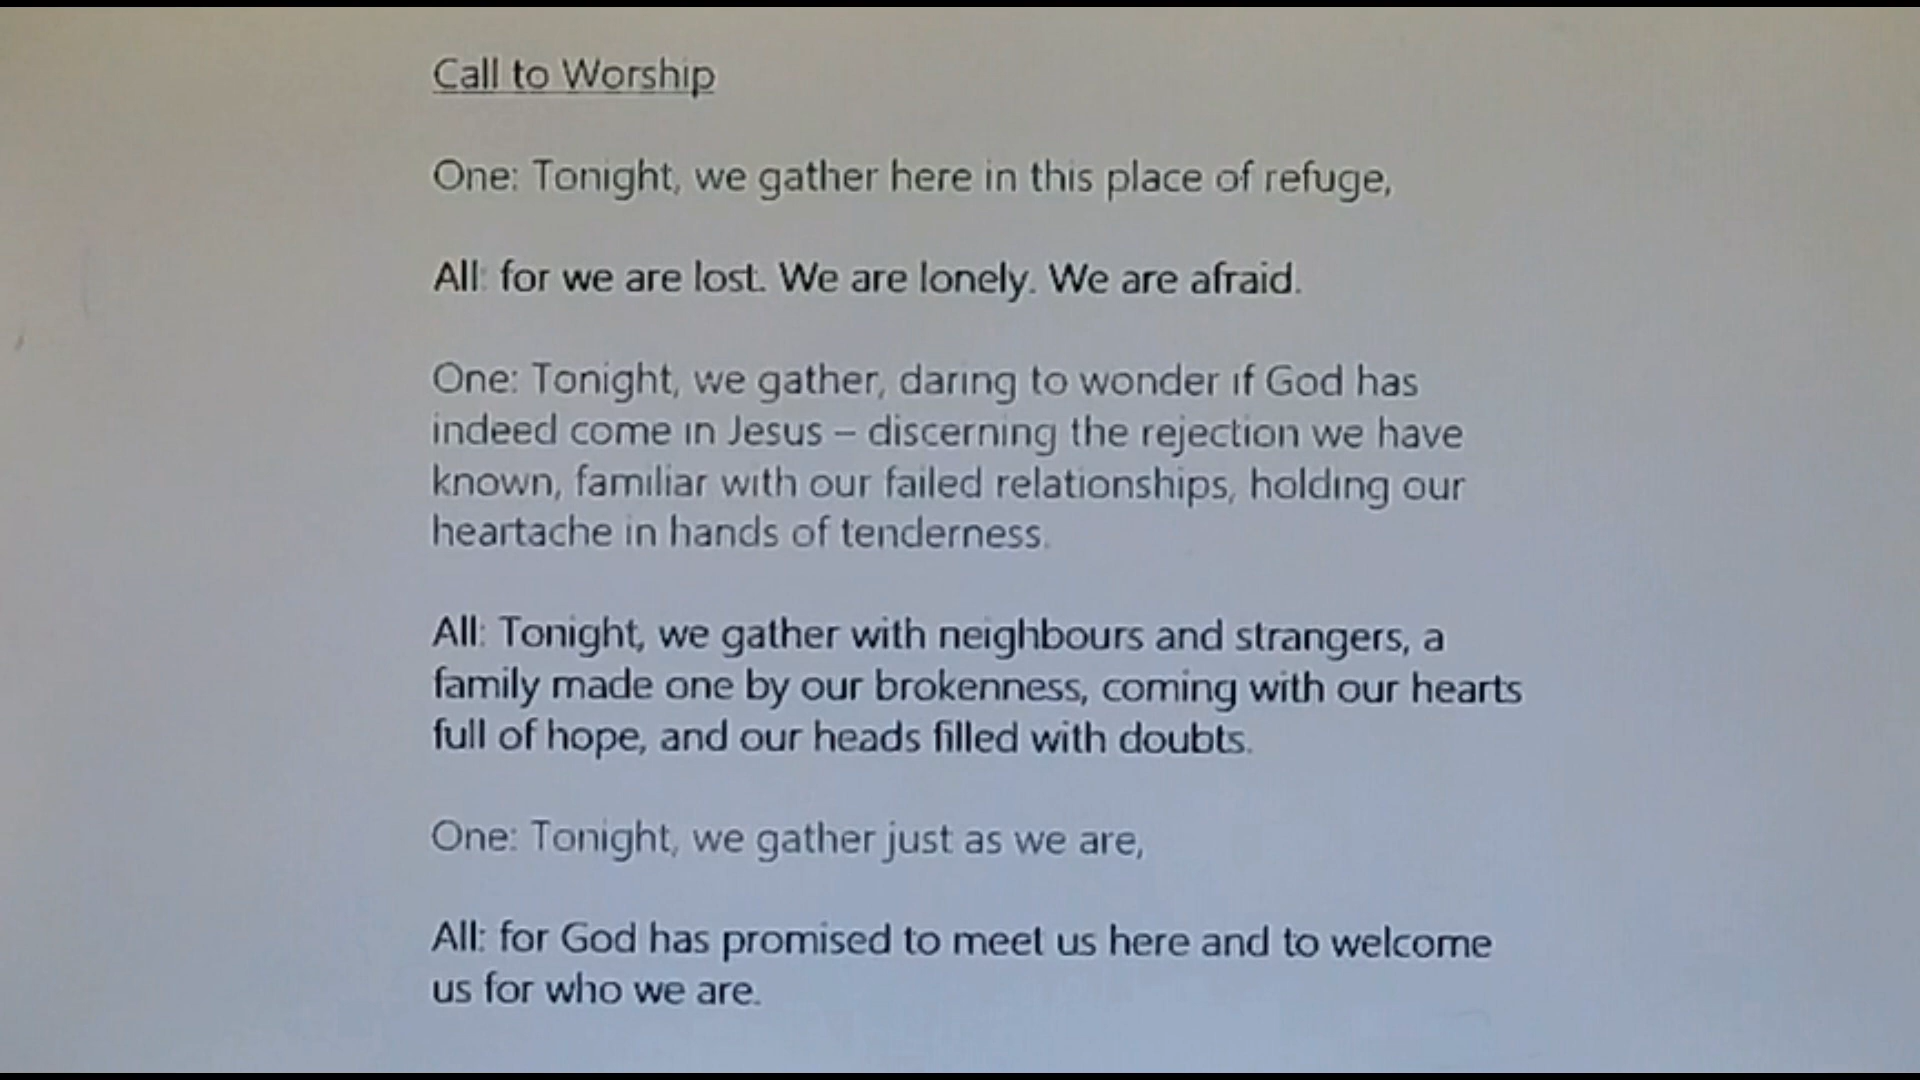 Call to Worship
One: Tonight, we gather here in this place of refuge,
All: for we are lost. We are lonely. We are afraid.
One: Tonight, we gather, daring to wonder if God has
indeed come in Jesus – discerning the rejection we have
known, familiar with our failed relationships, holding our
heartache in hands of tenderness.
All: Tonight, we gather with neighbours and strangers, a
family made one by our brokenness, coming with our hearts
full of hope, and our heads filled with doubts.
One: Tonight, we gather just as we are,
All: for God has promised to meet us here and to welcome
us for who we are.